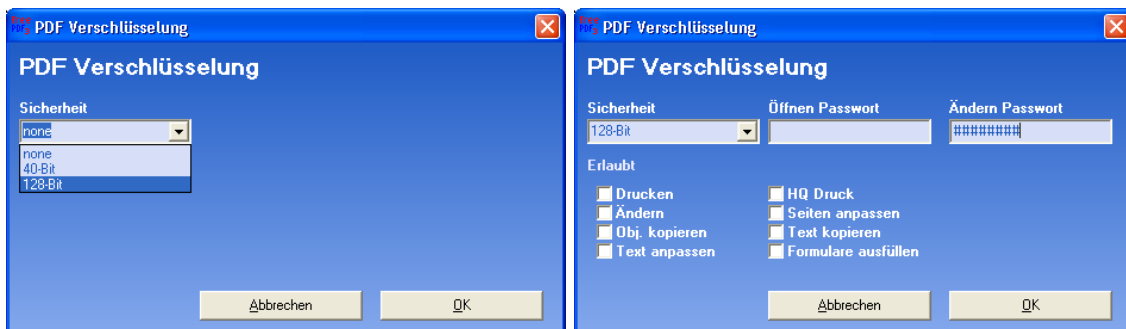 PDF Verschlüsselung
PDF Verschlüsselung
Sicherheit
none
none
40-Bit
128-Bit
Abbrechen
OK
PDF Verschlüsselung
PDF Verschlüsselung
Sicherheit
Öffnen Passwort
Ändern Passwort
128-Bit
########
Erlaubt
Drucken
HQ Druck
Ändern
Seiten anpassen
Obj. kopieren
Text kopieren
Text anpassen
Formulare ausfüllen
Abbrechen
OK